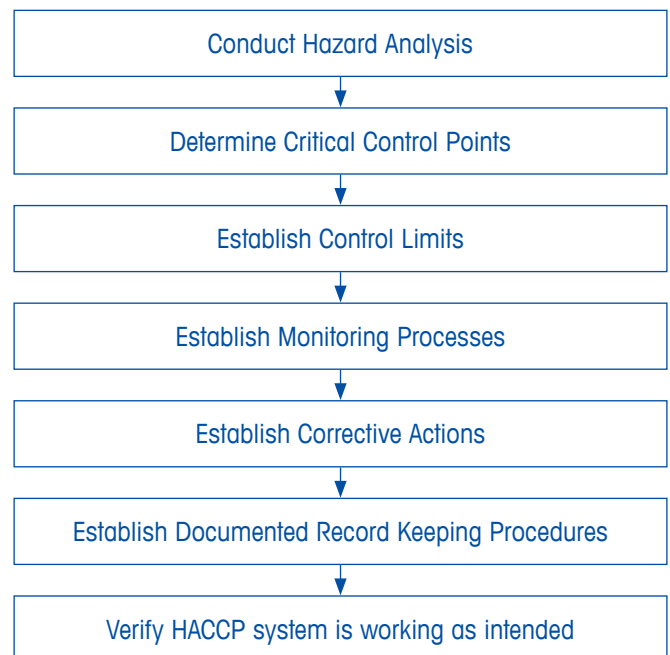 Conduct Hazard Analysis
Determine Critical Control Points
Establish Control Limits
Establish Monitoring Processes
Establish Corrective Actions
Establish Documented Record Keeping Procedures
Verify HACCP system is working as intended